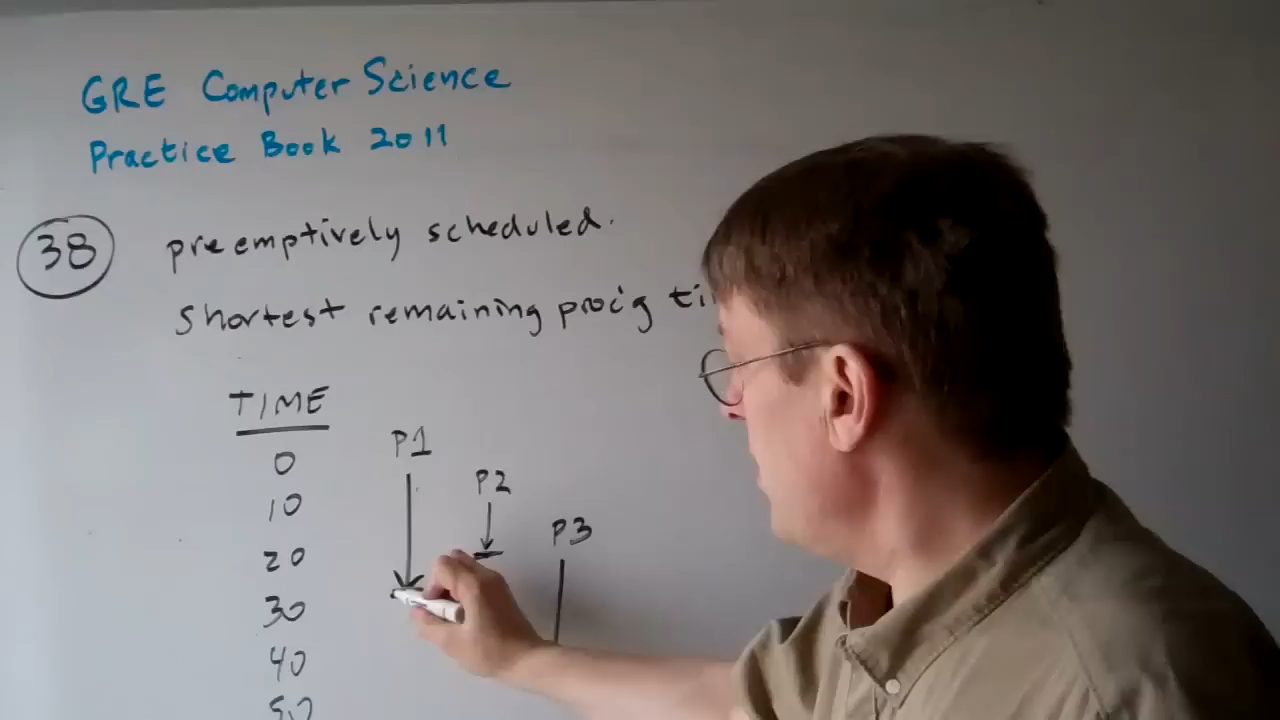 GRE Computer Science
Practice Book 2011
38 preemptively scheduled.
Shortest remaining proc'g
TIME
0
P1
10
P2
20
P3
30
40
50